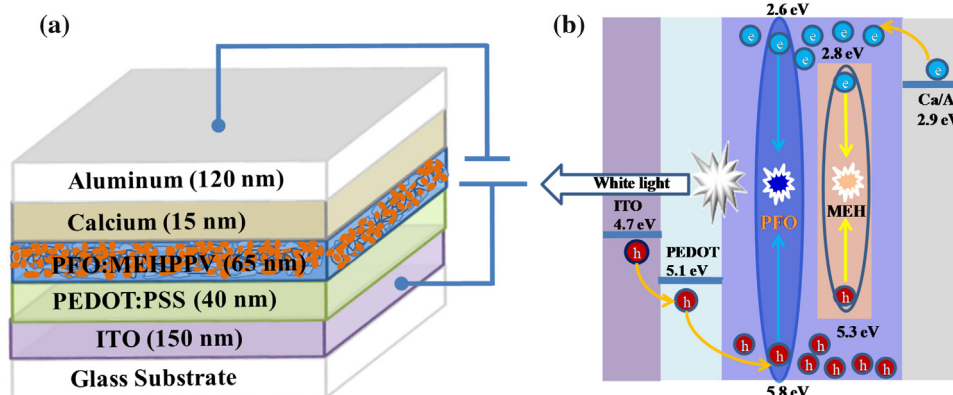 (a)
Aluminum (120 nm)
Calcium (15 nm)
PFO:MEHPPV (65 nm)
PEDOT:PSS (40 nm)
ITO (150 nm)
Glass Substrate
(b)
2.6 eV
e e e e e e
2.8 eV
e
e
Ca/A
2.9 eV
White light
ITO
4.7 eV
PFO
MEH
h
PEDOT
5.1 eV
h
h
5.3 eV
h h h h h h h
5.8 eV